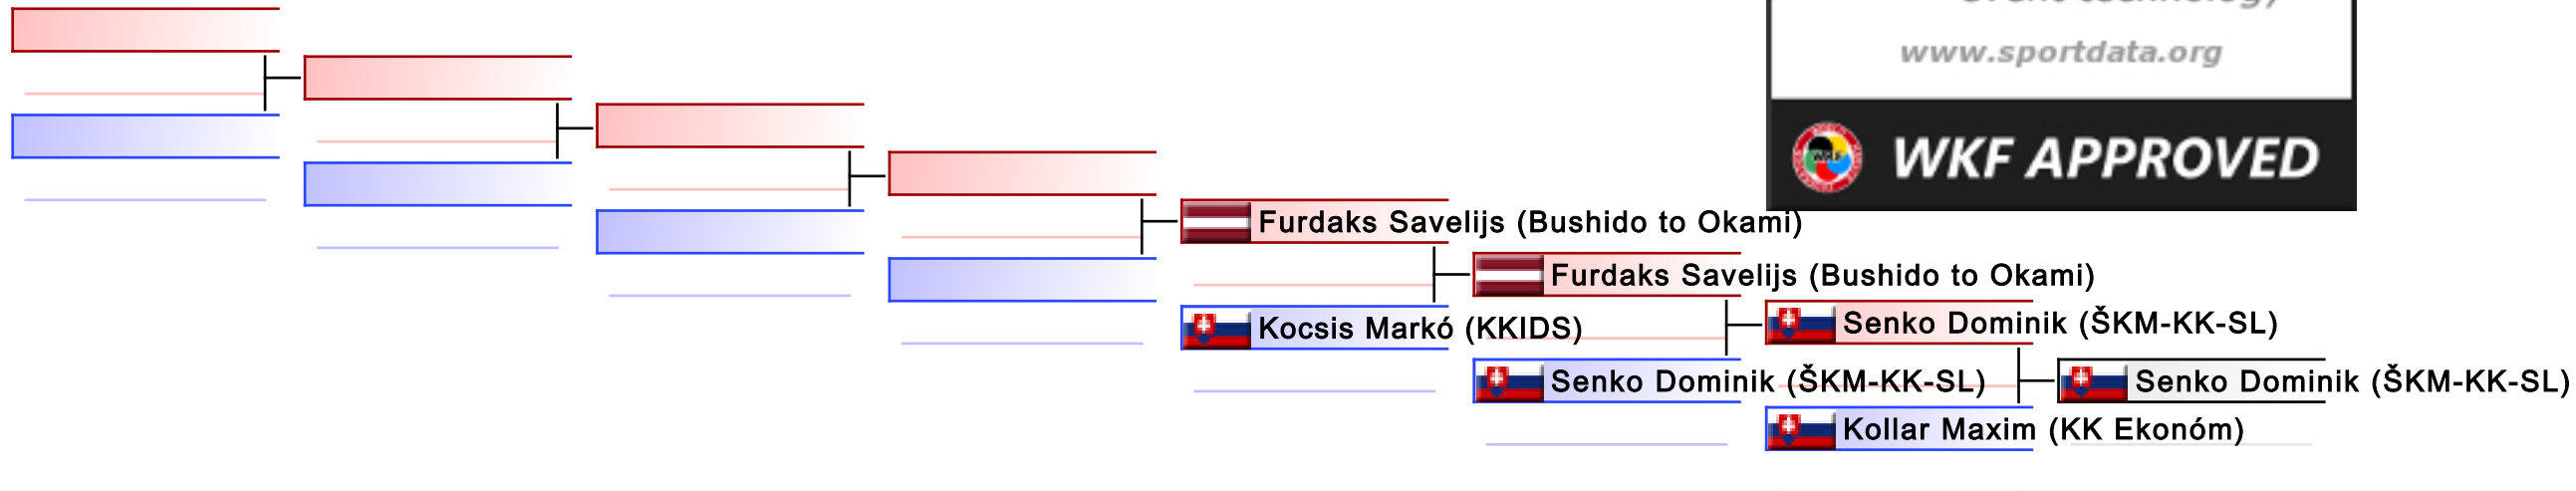 www.sportdata.org
WKF APPROVED
Furdaks Savelijs (Bushido to Okami)
Furdaks Savelijs (Bushido to Okami)
Kocsis Markó (KKIDS)
Senko Dominik (ŠKM-KK-SL)
Senko Dominik (ŠKM-KK-SL)
Senko Dominik (ŠKM-KK-SL)
Kollar Maxim (KK Ekonóm)